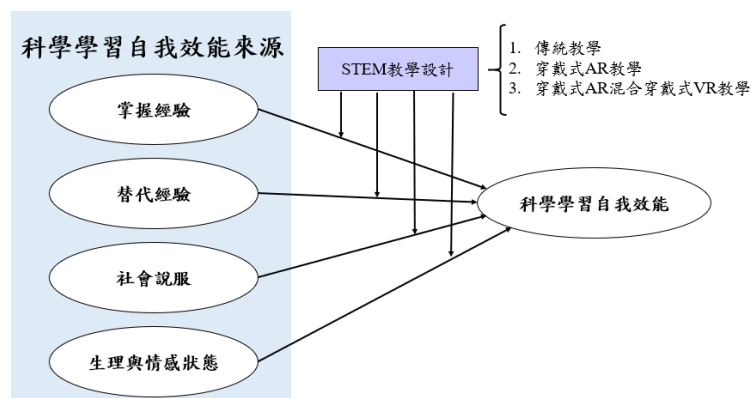 科學學習自我效能來源
掌握經驗
替代經驗
社會說服
生理與情感狀態
STEM教學設計
1. 傳統教學
2. 穿戴式AR教學
3. 穿戴式AR混合穿戴式VR教學
科學學習自我效能